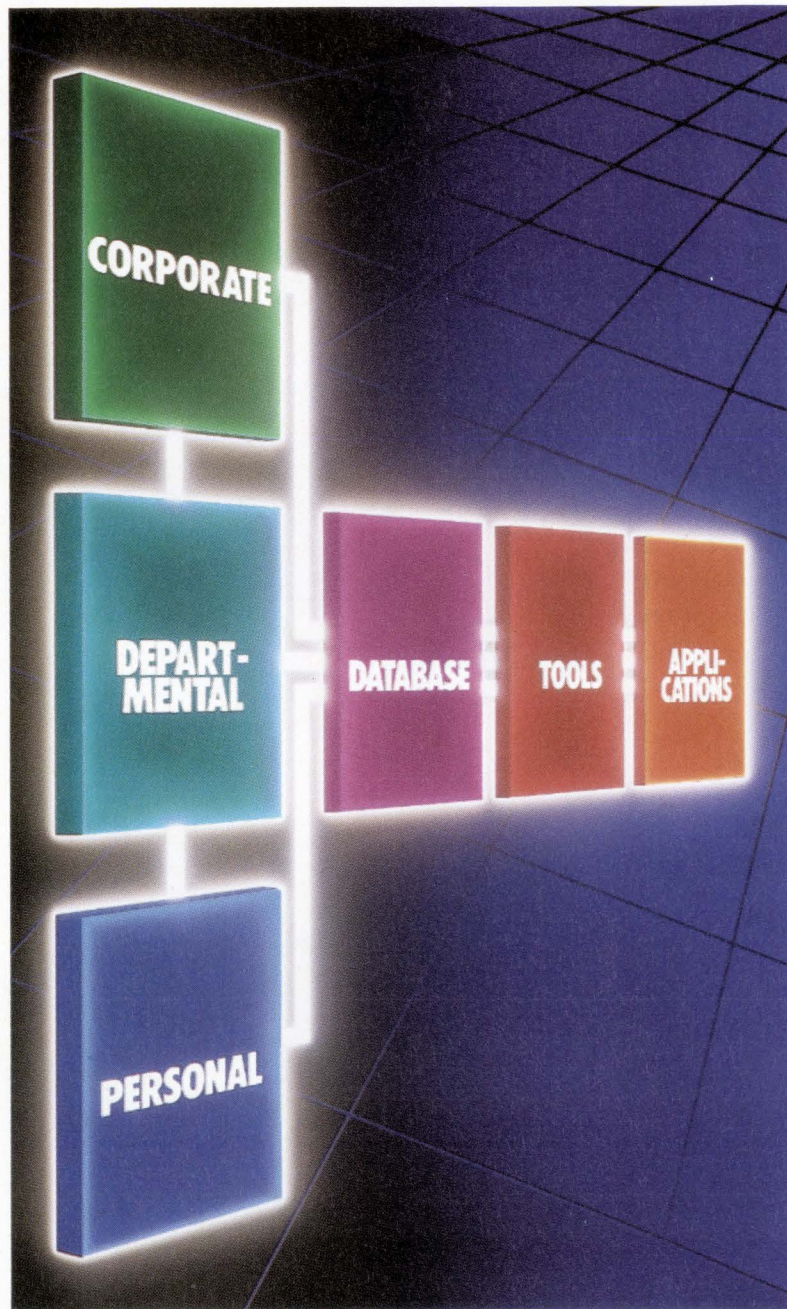 CORPORATE
DEPART-
MENTAL
DATABASE
TOOLS
APPLI-
CATIONS
PERSONAL